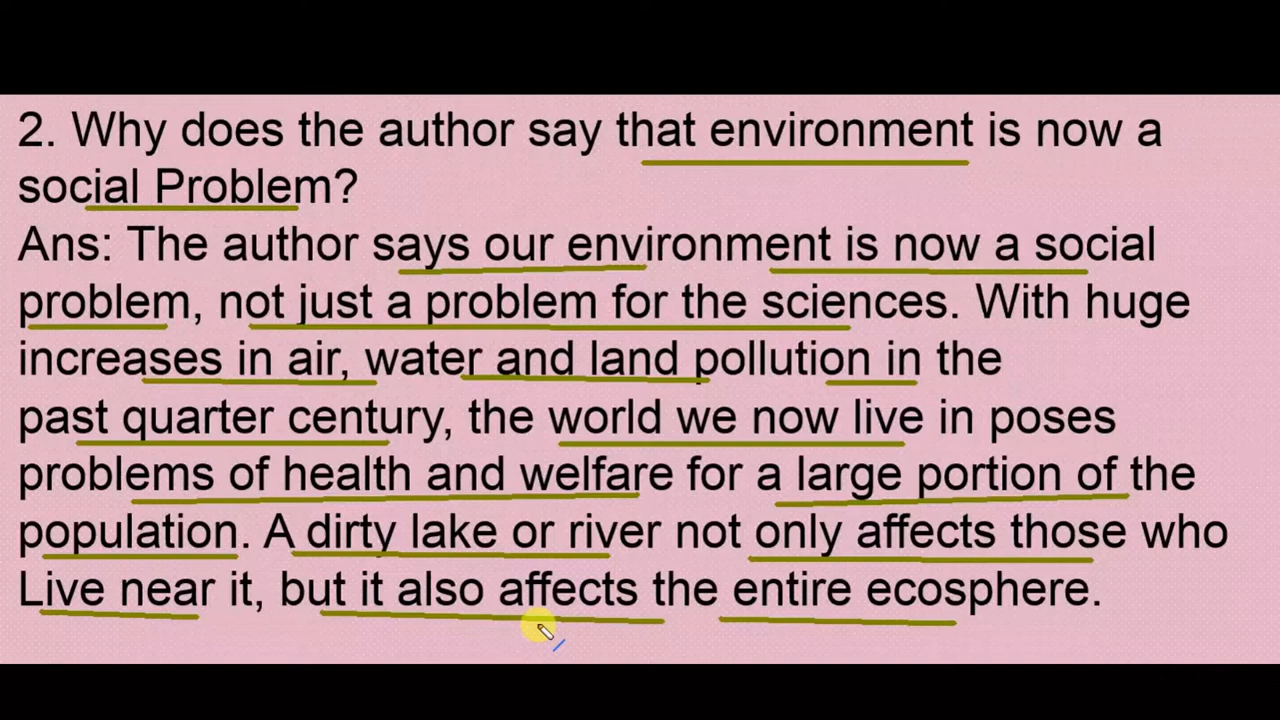 2. Why does the author say that environment is now a
social Problem?
Ans: The author says our environment is now a social
problem, not just a problem for the sciences. With huge
increases in air, water and land pollution in the
past quarter century, the world we now live in poses
problems of health and welfare for a large portion of the
population. A dirty lake or river not only affects those who
Live near it, but it also affects the entire ecosphere.